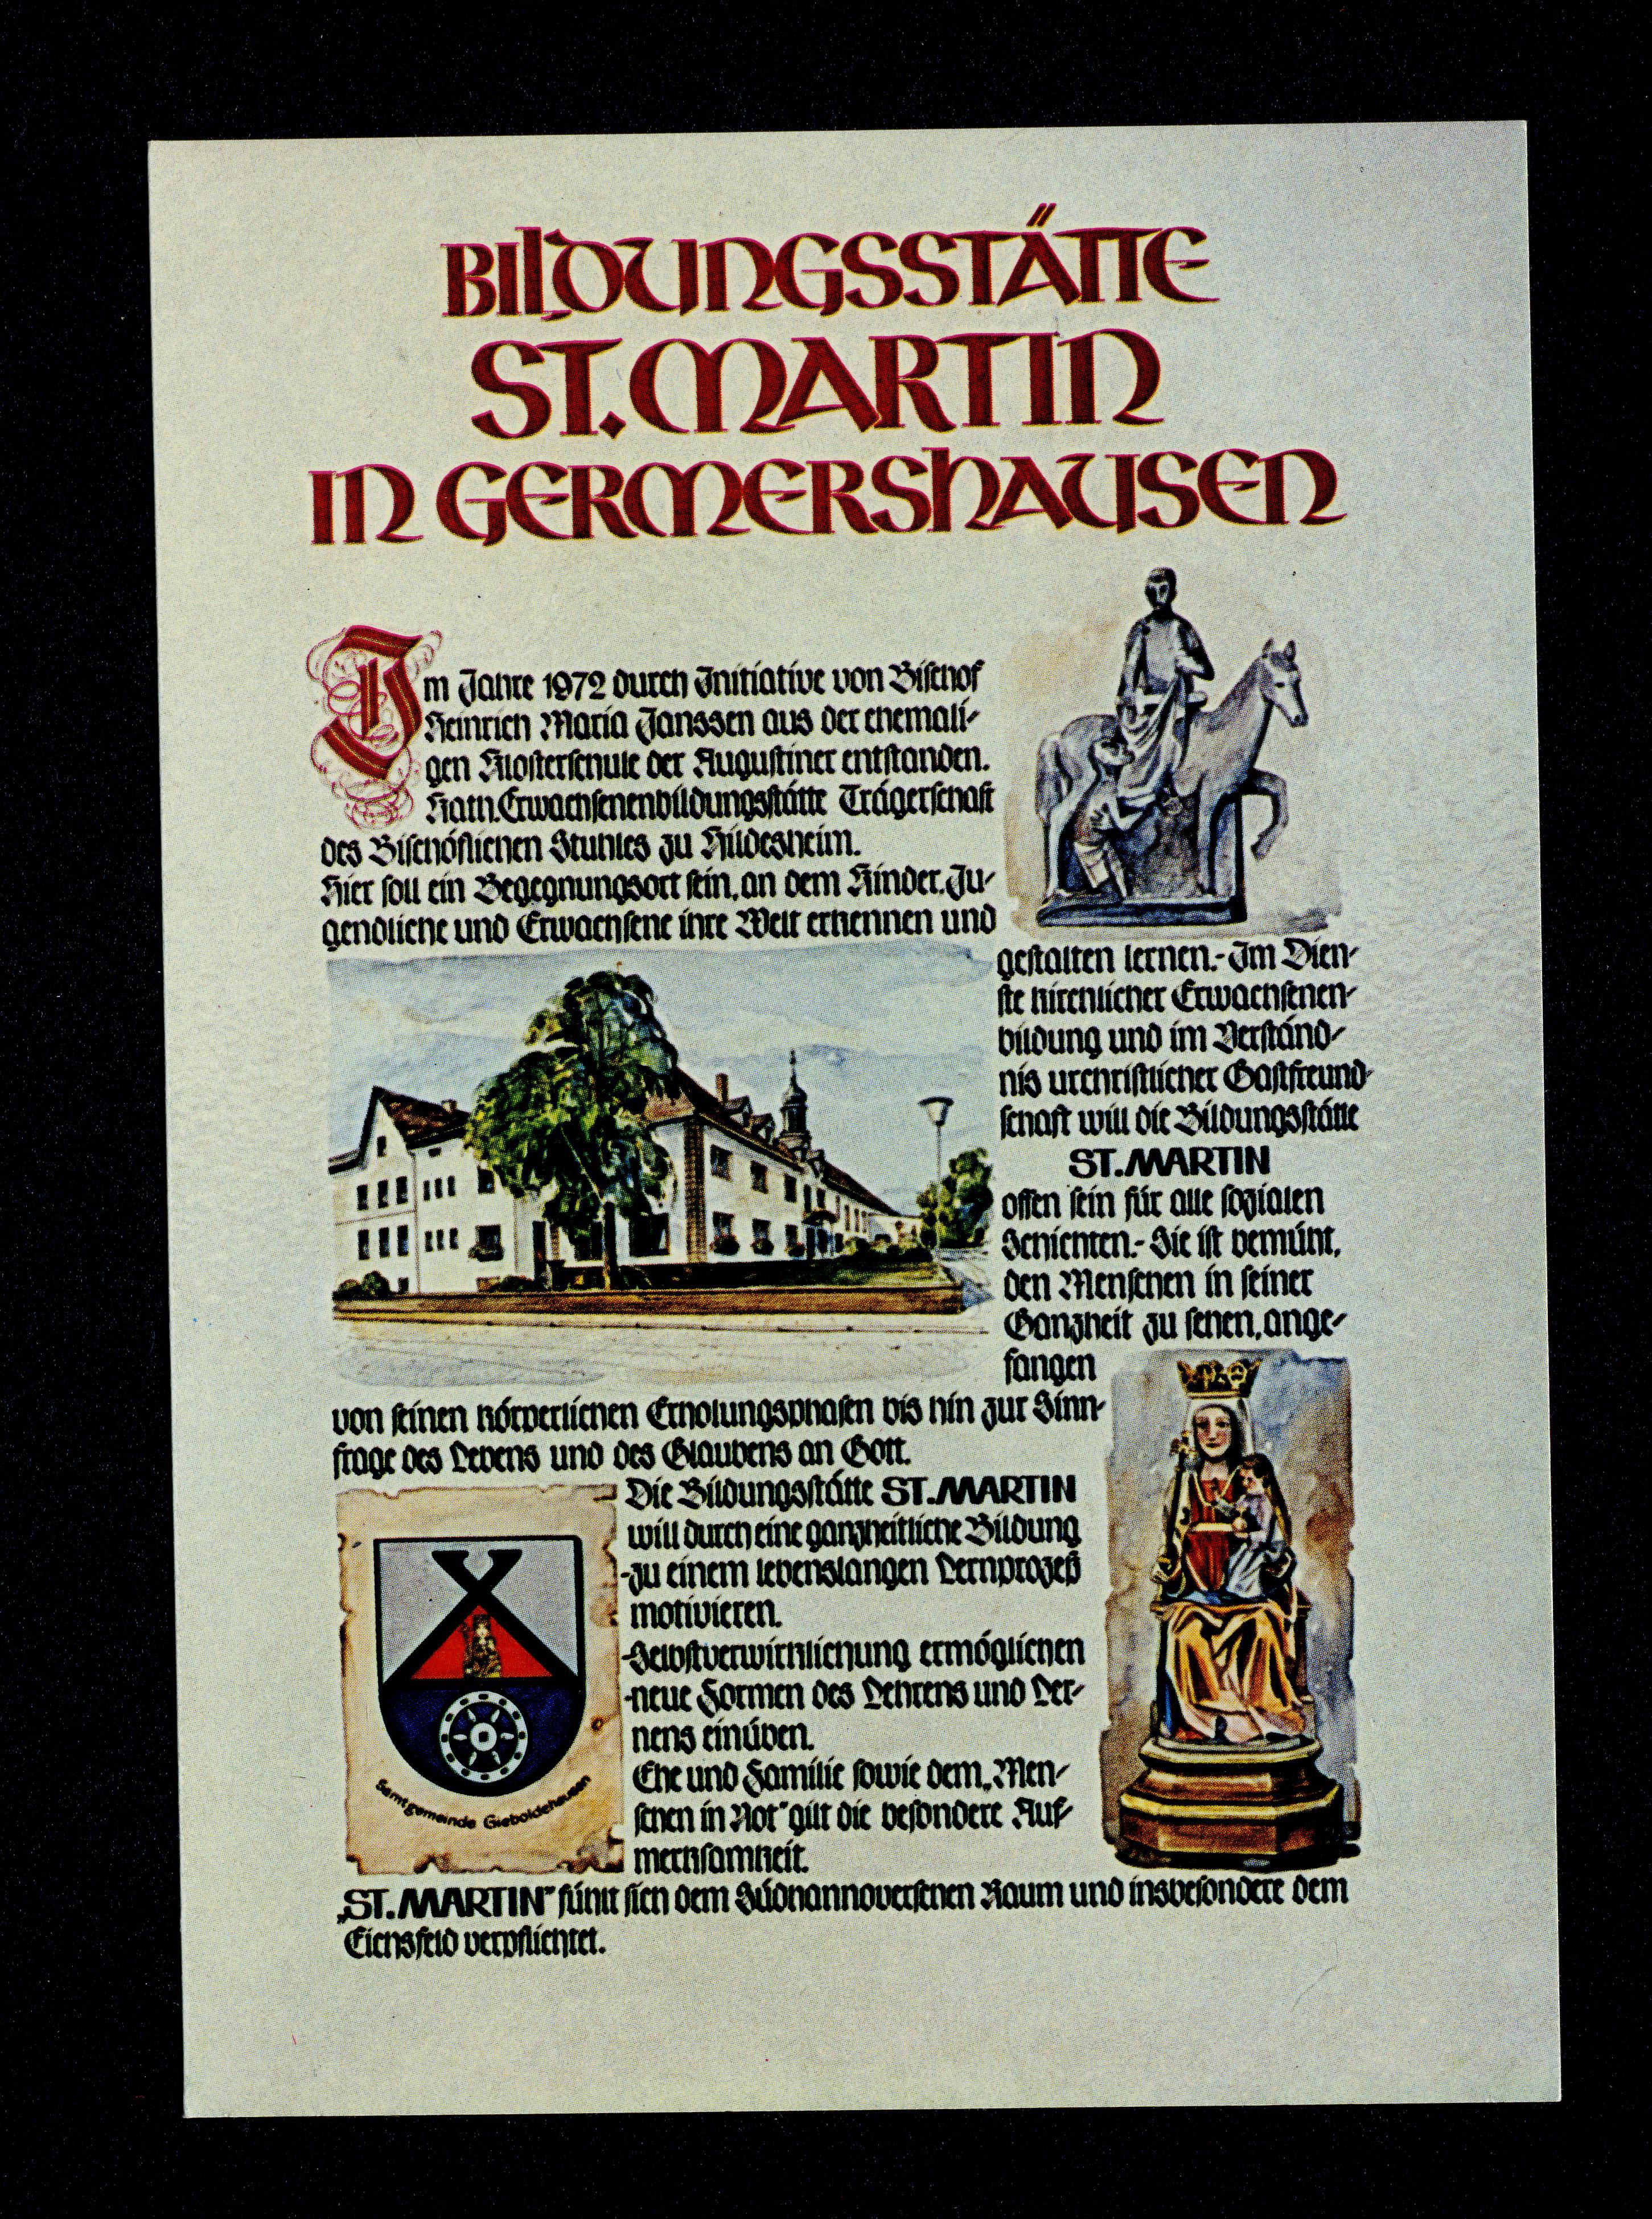 BILDUNGSSTÄTTE
ST. MARTIN
IN GERMERSHAUSEN
Im Jahre 1972 durch Initiative von Bischof
Heinrich Maria Janssen aus der ehemali-
gen Klosterschule der Augustiner entstanden.
Kath. Erwachsenenbildungsstätte Trägerschaft
des Bischöflichen Stuhles zu Hildesheim.
Hier soll ein Begegnungsort sein, an dem Kinder, Ju-
gendliche und Erwachsene ihre Welt erkennen und
gestalten lernen.- Im Dien-
ste kirchlicher Erwachsenen-
bildung und im Verständ-
nis urchristlicher Gastfreund-
schaft will die Bildungsstätte
ST. MARTIN
offen sein für alle sozialen
Schichten.- Sie ist bemüht,
den Menschen in seiner
Ganzheit zu sehen, ange-
fangen
von seinen körperlichen Erholungsphasen bis hin zur Sinn-
frage des Lebens und des Glaubens an Gott.
Die Bildungsstätte ST. MARTIN
will durch eine ganzheitliche Bildung
-zu einem lebenslangen Lernprozeß
motivieren.
-Selbstverwirklichung ermöglichen
-neue Formen des Lehrens und Ler-
nens einüben.
Ehe und Familie sowie dem „Men-
schen in Not" gilt die besondere Auf-
merksamkeit.
„ST. MARTIN" fühlt sich dem Südhannoverschen Raum und insbesondere dem
Eichsfeld verpflichtet.
Samtgemeinde Gieboldehausen